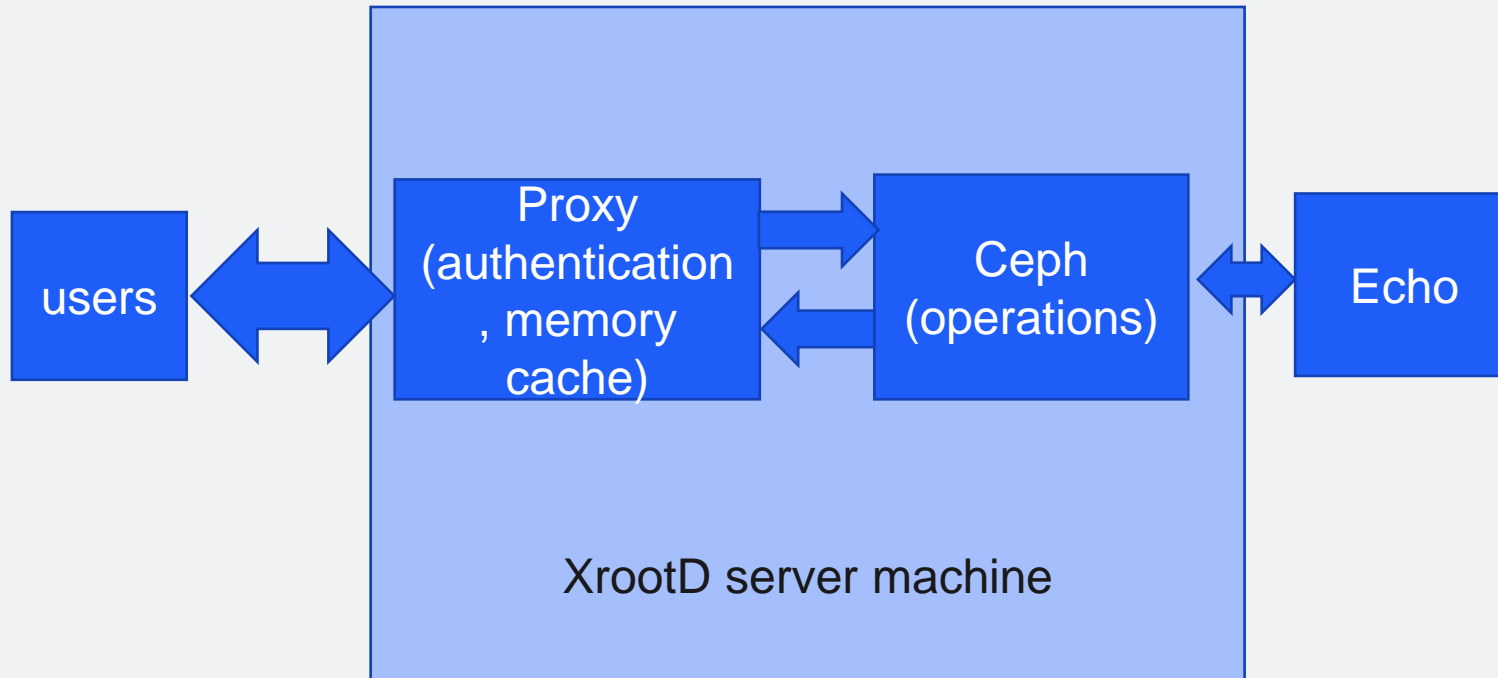 users
Proxy
(authentication
, memory
cache)
Ceph
(operations)
Echo
XrootD server machine